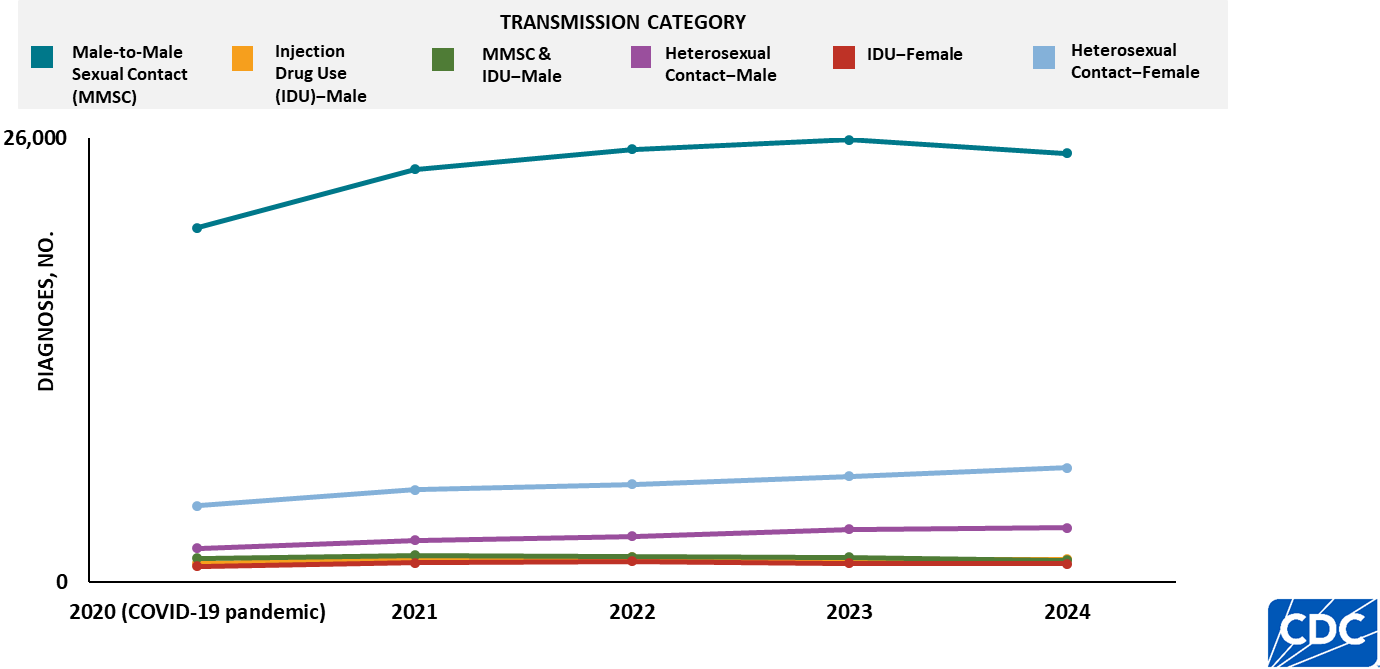 TRANSMISSION CATEGORY
Male-to-Male
Sexual Contact
(MMSC)
Injection
Drug Use
(IDU)–Male
MMSC &
IDU–Male
Heterosexual
Contact–Male
IDU–Female
Heterosexual
Contact–Female
26,000
DIAGNOSES, NO.
0
2020 (COVID-19 pandemic)
2021
2022
2023
2024
CDC